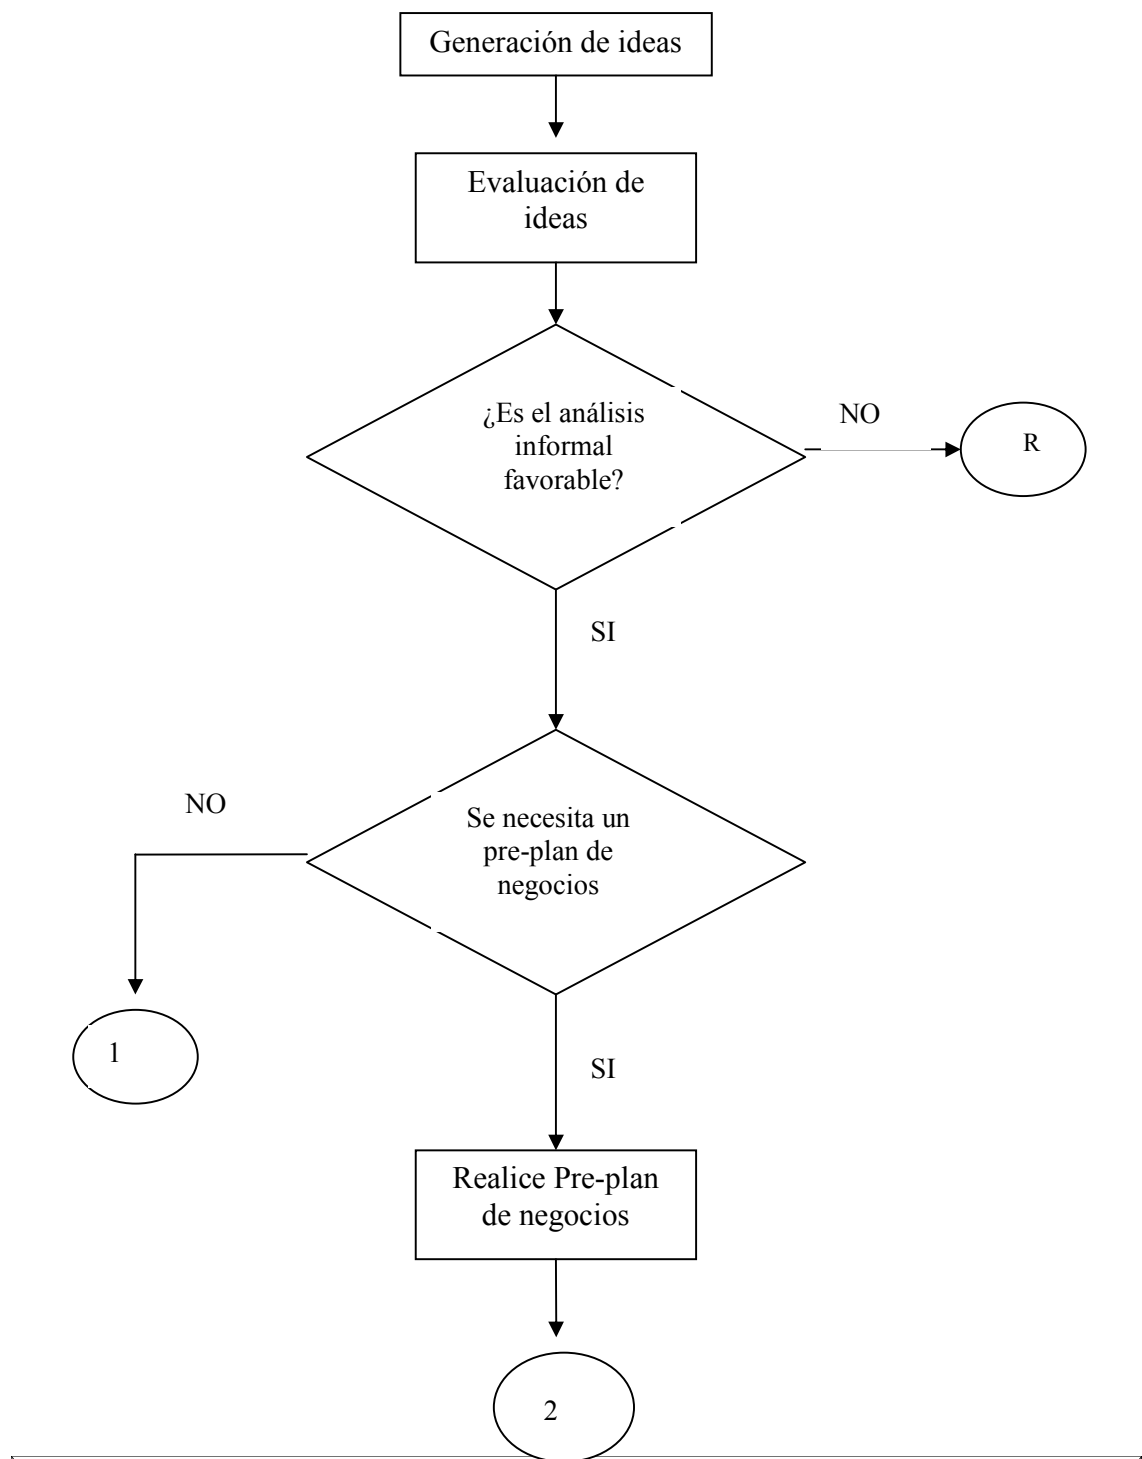 Generación de ideas
Evaluación de
ideas
¿Es el análisis
informal
favorable?
NO
R
SI
NO
Se necesita un
pre-plan de
negocios
1
SI
Realice Pre-plan
de negocios
2